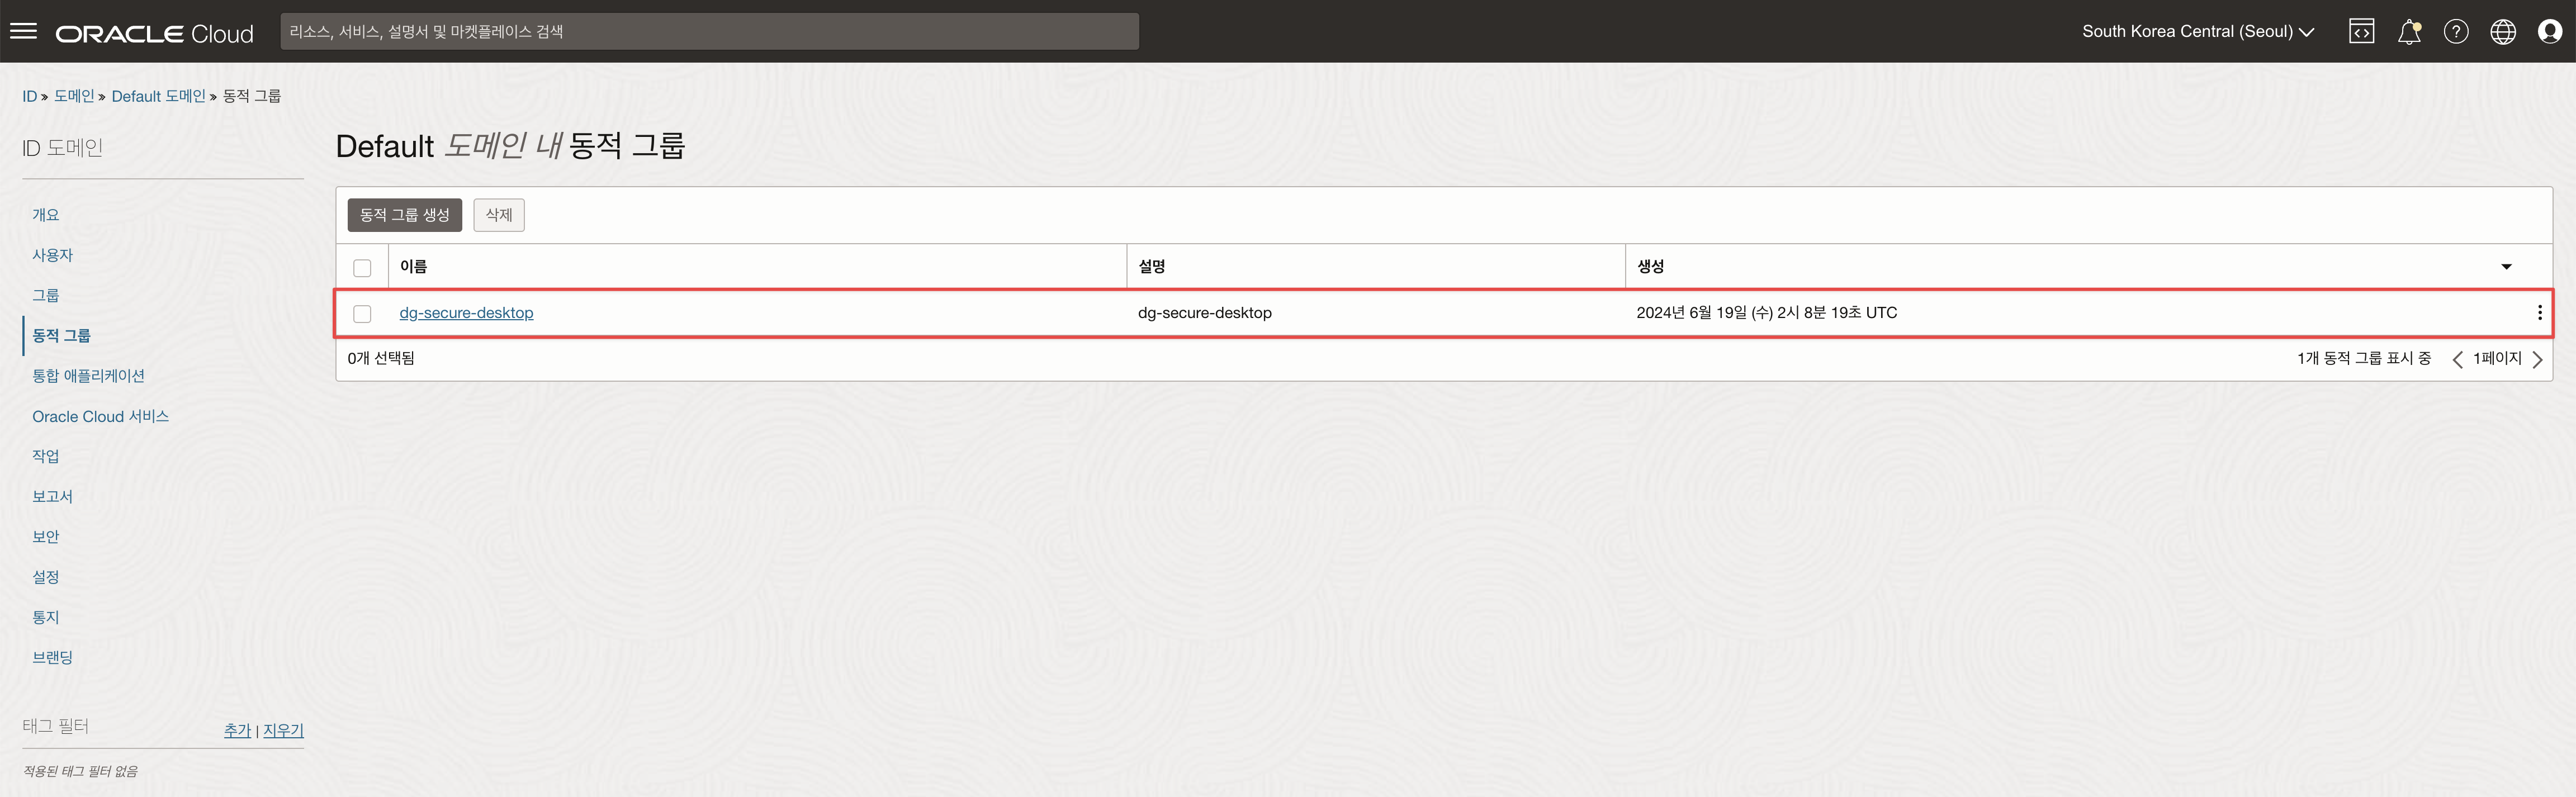 ORACLE Cloud
리소스, 서비스, 설명서 및 마켓플레이스 검색
South Korea Central (Seoul)
ID » 도메인 » Default 도메인 » 동적 그룹
ID 도메인
개요
사용자
그룹
동적 그룹
통합 애플리케이션
Oracle Cloud 서비스
작업
보고서
보안
설정
통지
브랜딩
태그 필터
추가 | 지우기
적용된 태그 필터 없음
Default 도메인 내 동적 그룹
동적 그룹 생성 삭제
이름 설명 생성
dg-secure-desktop dg-secure-desktop 2024년 6월 19일 (수) 2시 8분 19초 UTC
0개 선택됨 1개 동적 그룹 표시 중 1페이지